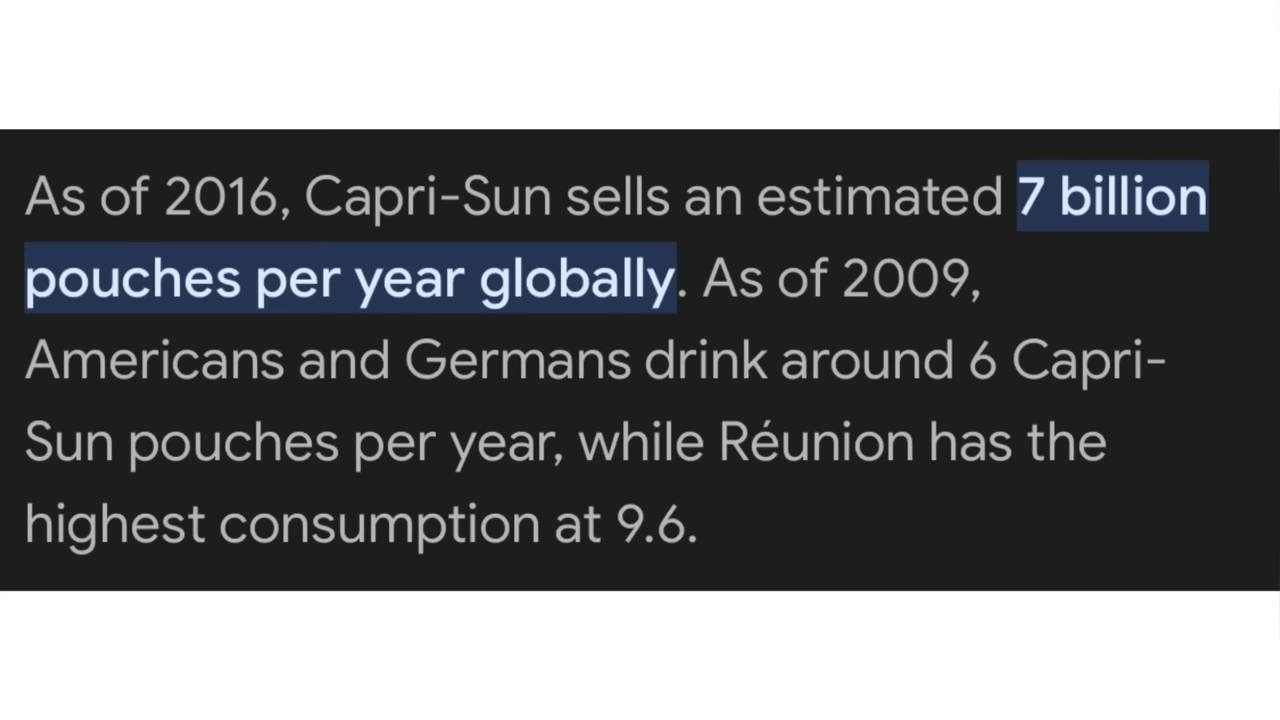 As of 2016, Capri-Sun sells an estimated 7 billion
pouches per year globally. As of 2009,
Americans and Germans drink around 6 Capri-
Sun pouches per year, while Réunion has the
highest consumption at 9.6.